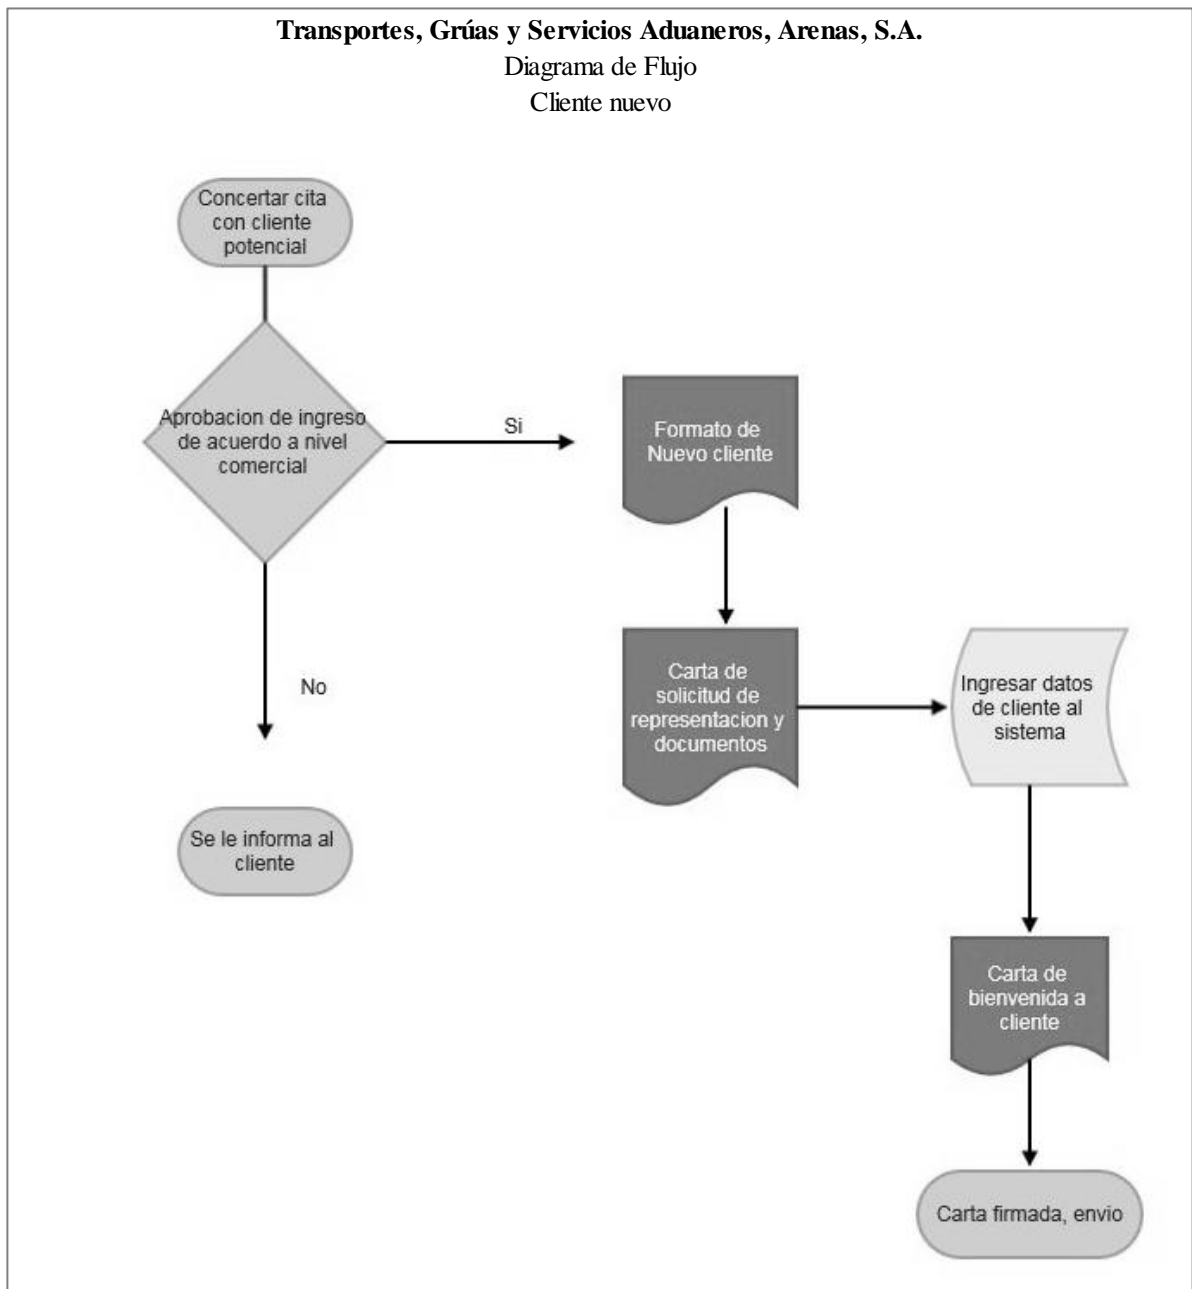 Transportes, Grúas y Servicios Aduaneros, Arenas, S.A.
Diagrama de Flujo
Cliente nuevo
Concertar cita
con cliente
potencial
Aprobacion de ingreso
de acuerdo a nivel
comercial
Si
Formato de
Nuevo cliente
No
Carta de
solicitud de
representacion y
documentos
Ingresar datos
de cliente al
sistema
Se le informa al
cliente
Carta de
bienvenida a
cliente
Carta firmada, envio